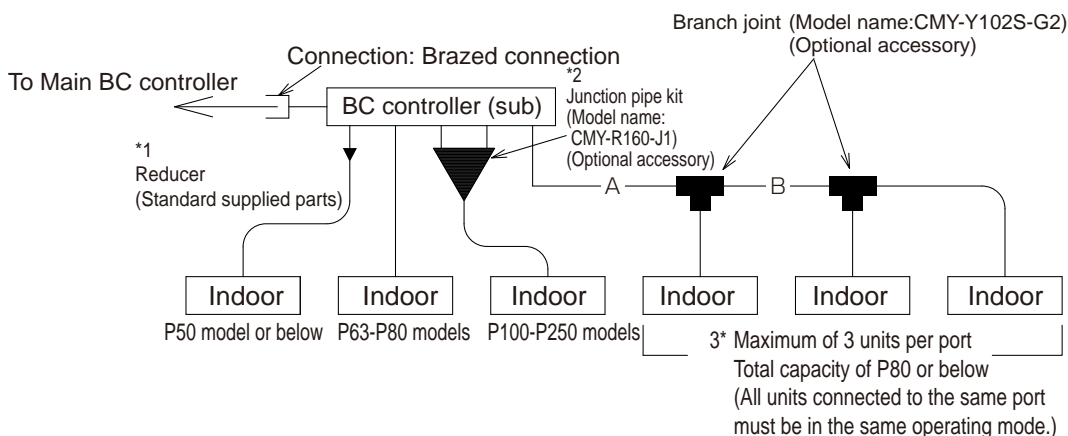 Branch joint (Model name:CMY-Y102S-G2)
(Optional accessory)
Connection: Brazed connection
To Main BC controller
*2
Junction pipe kit
(Model name:
CMY-R160-J1)
(Optional accessory)
BC controller (sub)
*1
Reducer
(Standard supplied parts)
A
B
Indoor
Indoor
Indoor
Indoor
Indoor
Indoor
P50 model or below
P63-P80 models
P100-P250 models
3* Maximum of 3 units per port
Total capacity of P80 or below
(All units connected to the same port
must be in the same operating mode.)